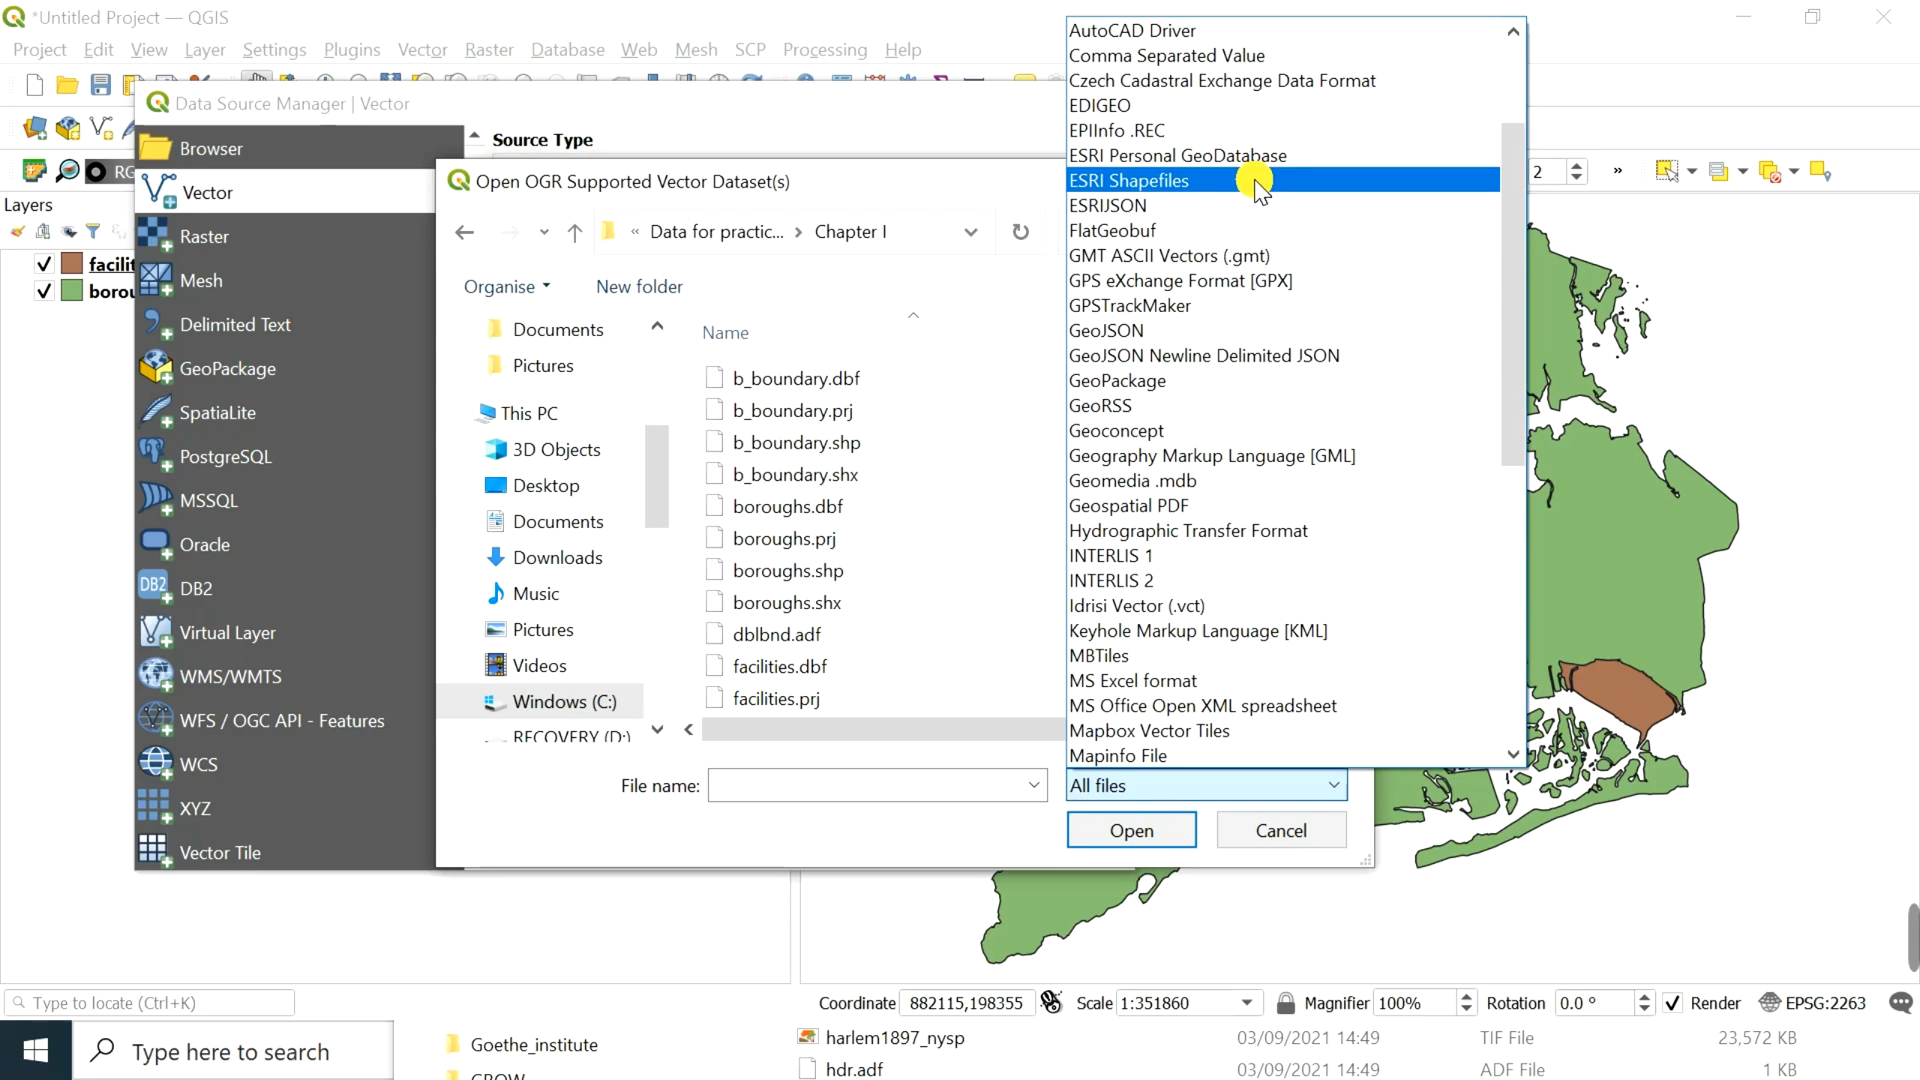 *Untitled Project — QGIS
Project Edit View Layer Settings Plugins Vector Raster Database Web Mesh SCP Processing Help
Data Source Manager | Vector
Browser
Vector
Raster
Mesh
Delimited Text
GeoPackage
SpatiaLite
PostgreSQL
MSSQL
Oracle
DB2
DB2
Virtual Layer
WMS/WMTS
WFS / OGC API - Features
WCS
XYZ
Vector Tile
RG
Layers
facilit
borou
Source Type
Open OGR Supported Vector Dataset(s)
« Data for practic... › Chapter I
Organise
New folder
Documents
Pictures
This PC
3D Objects
Desktop
Documents
Downloads
Music
Pictures
Videos
Windows (C:)
RECOVERY (D:)
Name
b_boundary.dbf
b_boundary.prj
b_boundary.shp
b_boundary.shx
boroughs.dbf
boroughs.prj
boroughs.shp
boroughs.shx
dblbnd.adf
facilities.dbf
facilities.prj
File name:
AutoCAD Driver
Comma Separated Value
Czech Cadastral Exchange Data Format
EDIGEO
EPIInfo .REC
ESRI Personal GeoDatabase
ESRI Shapefiles
ESRIJSON
FlatGeobuf
GMT ASCII Vectors (.gmt)
GPS eXchange Format [GPX]
GPSTrackMaker
GeoJSON
GeoJSON Newline Delimited JSON
GeoPackage
GeoRSS
Geoconcept
Geography Markup Language [GML]
Geomedia .mdb
Geospatial PDF
Hydrographic Transfer Format
INTERLIS 1
INTERLIS 2
Idrisi Vector (.vct)
Keyhole Markup Language [KML]
MBTiles
MS Excel format
MS Office Open XML spreadsheet
Mapbox Vector Tiles
Mapinfo File
All files
Open
Cancel
2
»
Type to locate (Ctrl+K)
Coordinate 882115,198355 Scale 1:351860 Magnifier 100% Rotation 0.0 ° Render EPSG:2263
Type here to search
Goethe_institute
GROW
harlem1897_nysp 03/09/2021 14:49 TIF File 23,572 KB
hdr.adf 03/09/2021 14:49 ADF File 1 KB